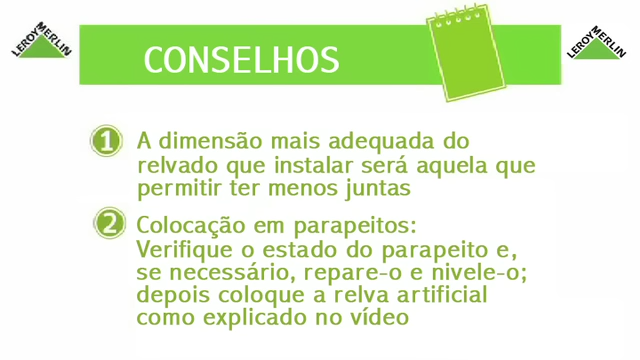 LEROY MERLIN
CONSELHOS
LEROY MERLIN
1 A dimensão mais adequada do
relvado que instalar será aquela que
permitir ter menos juntas
2 Colocação em parapeitos:
Verifique o estado do parapeito e,
se necessário, repare-o e nivele-o;
depois coloque a relva artificial
como explicado no vídeo